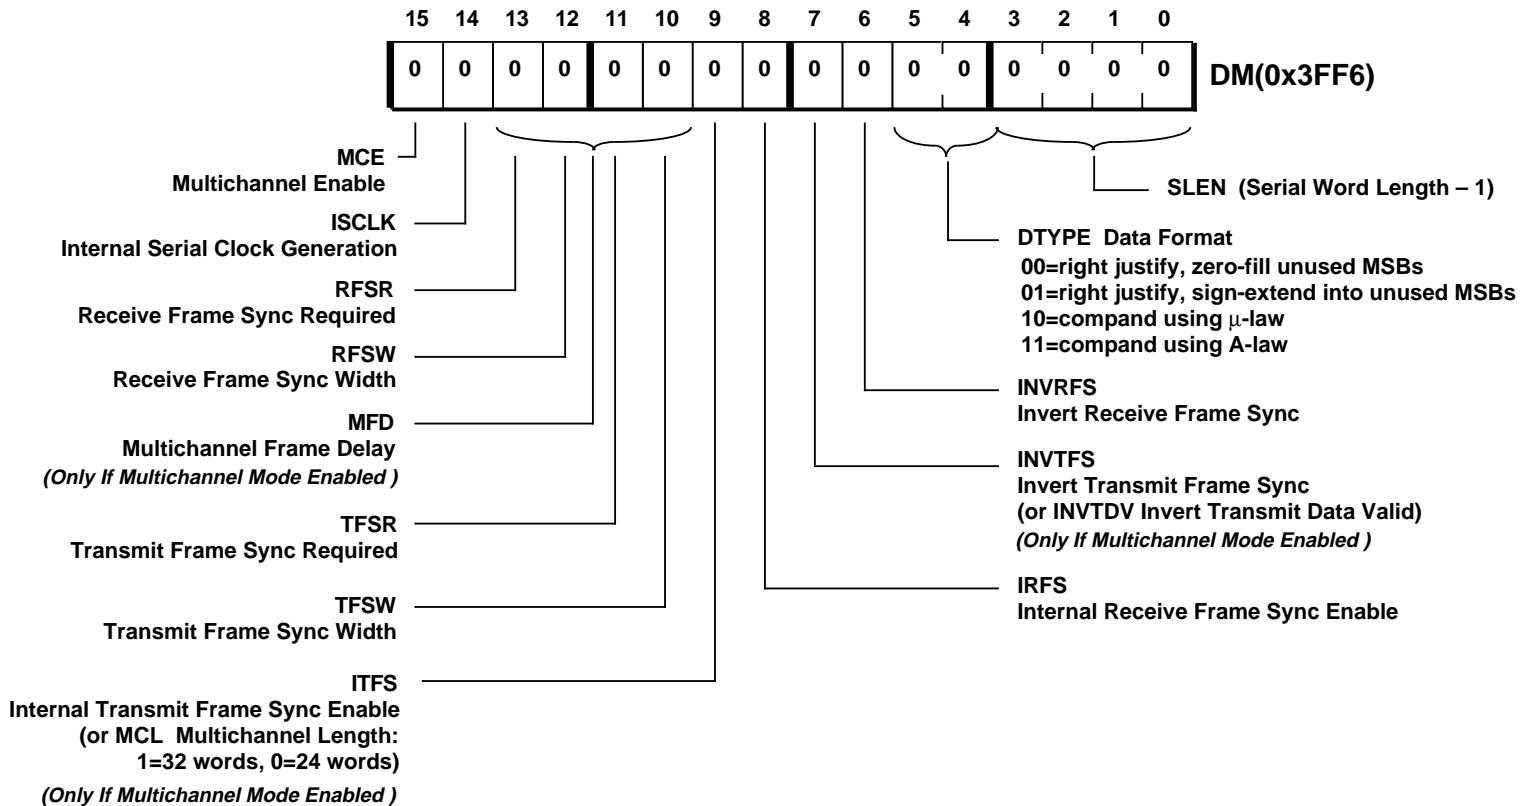 15 14 13 12 11 10 9 8 7 6 5 4 3 2 1 0
0 0 0 0 0 0 0 0 0 0 0 0 0 0 0 0
DM(0x3FF6)
MCE
Multichannel Enable
ISCLK
Internal Serial Clock Generation
RFSR
Receive Frame Sync Required
RFSW
Receive Frame Sync Width
MFD
Multichannel Frame Delay
(Only If Multichannel Mode Enabled )
TFSR
Transmit Frame Sync Required
TFSW
Transmit Frame Sync Width
ITFS
Internal Transmit Frame Sync Enable
(or MCL Multichannel Length:
1=32 words, 0=24 words)
(Only If Multichannel Mode Enabled )
SLEN (Serial Word Length – 1)
DTYPE Data Format
00=right justify, zero-fill unused MSBs
01=right justify, sign-extend into unused MSBs
10=compand using μ-law
11=compand using A-law
INVRFS
Invert Receive Frame Sync
INVTFS
Invert Transmit Frame Sync
(or INVTDV Invert Transmit Data Valid)
(Only If Multichannel Mode Enabled )
IRFS
Internal Receive Frame Sync Enable